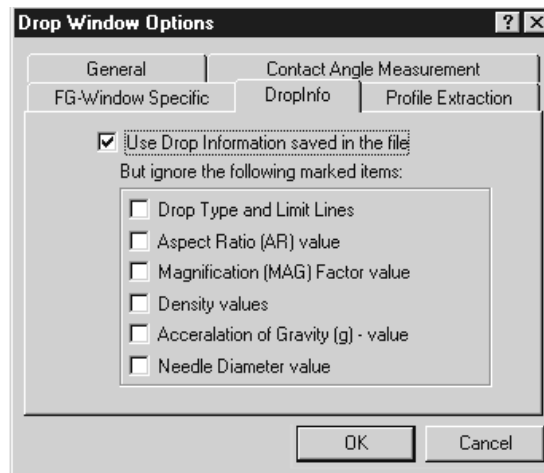 Drop Window Options
General Contact Angle Measurement
FG-Window Specific DropInfo Profile Extraction
Use Drop Information saved in the file
But ignore the following marked items:
Drop Type and Limit Lines
Aspect Ratio (AR) value
Magnification (MAG) Factor value
Density values
Acceralation of Gravity (g) - value
Needle Diameter value
OK Cancel